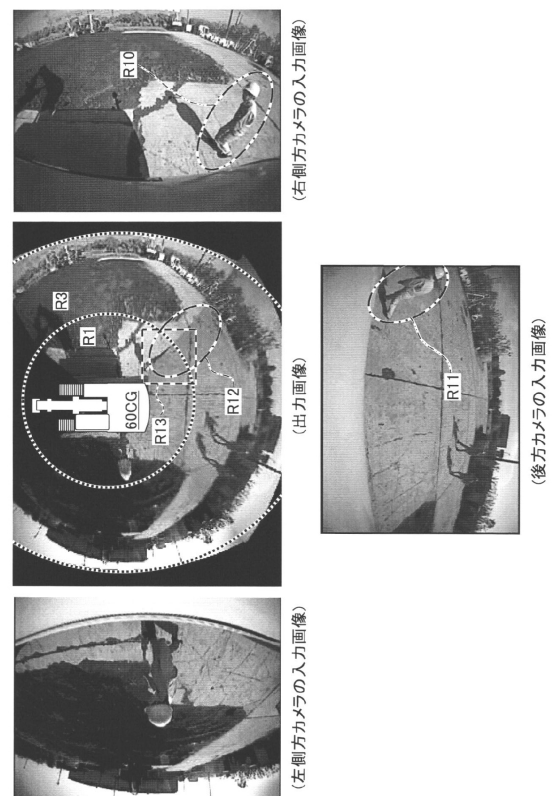 R10
(右側方カメラの入力画像)
R3
R1
60CG
R13
R12
(出力画像)
R11
(後方カメラの入力画像)
(左側方カメラの入力画像)